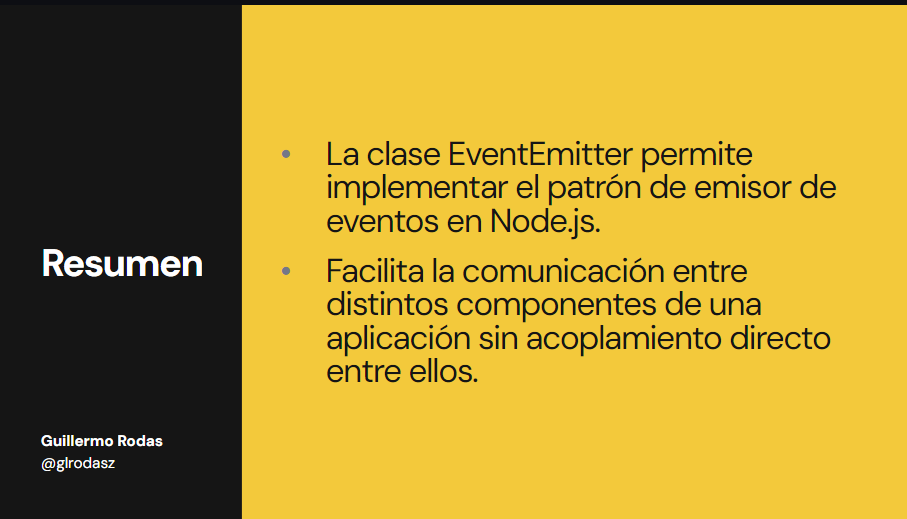 Resumen
Guillermo Rodas
@glrodasz
• La clase EventEmitter permite
implementar el patrón de emisor de
eventos en Node.js.
• Facilita la comunicación entre
distintos componentes de una
aplicación sin acoplamiento directo
entre ellos.